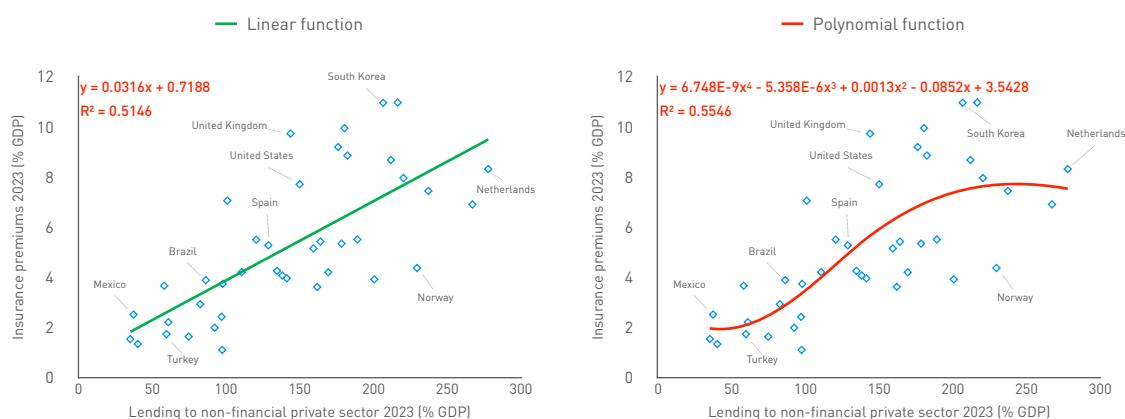 Linear function
Insurance premiums 2023 (% GDP)
12
10
8
6
4
2
0
y = 0.0316x + 0.7188
R² = 0.5146
South Korea
United Kingdom
United States
Netherlands
Spain
Brazil
Mexico
Norway
Turkey
0 50 100 150 200 250 300
Lending to non-financial private sector 2023 (% GDP)
Polynomial function
Insurance premiums 2023 (% GDP)
12
10
8
6
4
2
0
y = 6.748E-9x⁴ - 5.358E-6x³ + 0.0013x² - 0.0852x + 3.5428
R² = 0.5546
United Kingdom
South Korea
Netherlands
United States
Spain
Brazil
Mexico
Norway
Turkey
0 50 100 150 200 250 300
Lending to non-financial private sector 2023 (% GDP)